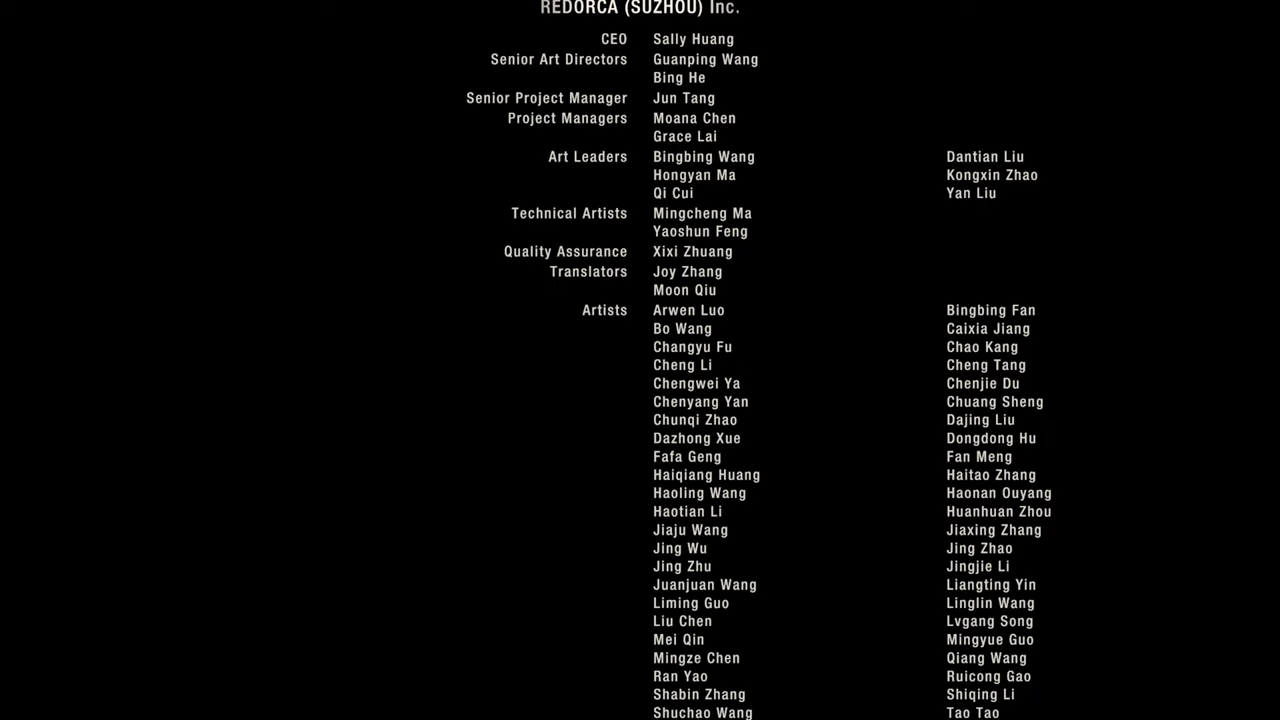 REDORCA (SUZHOU) Inc.
CEO Sally Huang
Senior Art Directors Guanping Wang
Bing He
Senior Project Manager Jun Tang
Project Managers Moana Chen
Grace Lai
Art Leaders Bingbing Wang Dantian Liu
Hongyan Ma Kongxin Zhao
Qi Cui Yan Liu
Technical Artists Mingcheng Ma
Yaoshun Feng
Quality Assurance Xixi Zhuang
Translators Joy Zhang
Moon Qiu
Artists Arwen Luo Bingbing Fan
Bo Wang Caixia Jiang
Changyu Fu Chao Kang
Cheng Li Cheng Tang
Chengwei Ya Chenjie Du
Chenyang Yan Chuang Sheng
Chunqi Zhao Dajing Liu
Dazhong Xue Dongdong Hu
Fafa Geng Fan Meng
Haiqiang Huang Haitao Zhang
Haoling Wang Haonan Ouyang
Haotian Li Huanhuan Zhou
Jiaju Wang Jiaxing Zhang
Jing Wu Jing Zhao
Jing Zhu Jingjie Li
Juanjuan Wang Liangting Yin
Liming Guo Linglin Wang
Liu Chen Lvgang Song
Mei Qin Mingyue Guo
Mingze Chen Qiang Wang
Ran Yao Ruicong Gao
Shabin Zhang Shiqing Li
Shuchao Wang Tao Tao